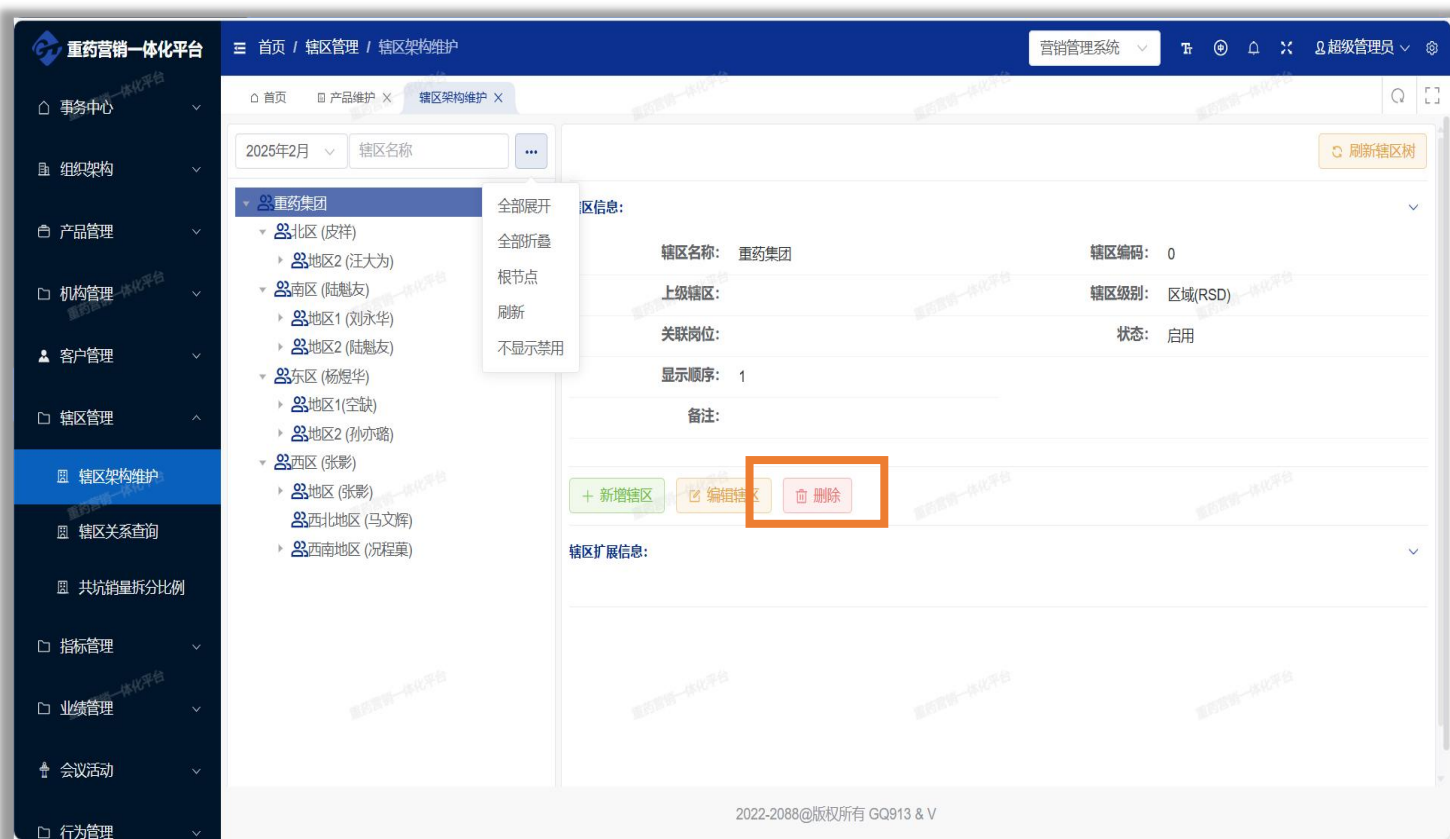 重药营销一体化平台
首页 / 辖区管理 / 辖区架构维护
营销管理系统
超级管理员
首页
产品维护
辖区架构维护
事务中心
组织架构
产品管理
机构管理
客户管理
辖区管理
辖区架构维护
辖区关系查询
共坑销量拆分比例
指标管理
业绩管理
会议活动
行为管理
2025年2月
辖区名称
重药集团
北区 (皮祥)
地区2 (汪大为)
南区 (陆魁友)
地区1 (刘永华)
地区2 (陆魁友)
东区 (杨煜华)
地区1(空缺)
地区2 (孙亦璐)
西区 (张影)
地区 (张影)
西北地区 (马文辉)
西南地区 (况程菓)
全部展开
全部折叠
根节点
刷新
不显示禁用
刷新辖区树
区信息:
辖区名称: 重药集团
辖区编码: 0
上级辖区:
辖区级别: 区域(RSD)
关联岗位:
状态: 启用
显示顺序: 1
备注:
新增辖区
编辑辖区
删除
辖区扩展信息:
2022-2088@版权所有 GQ913 & V